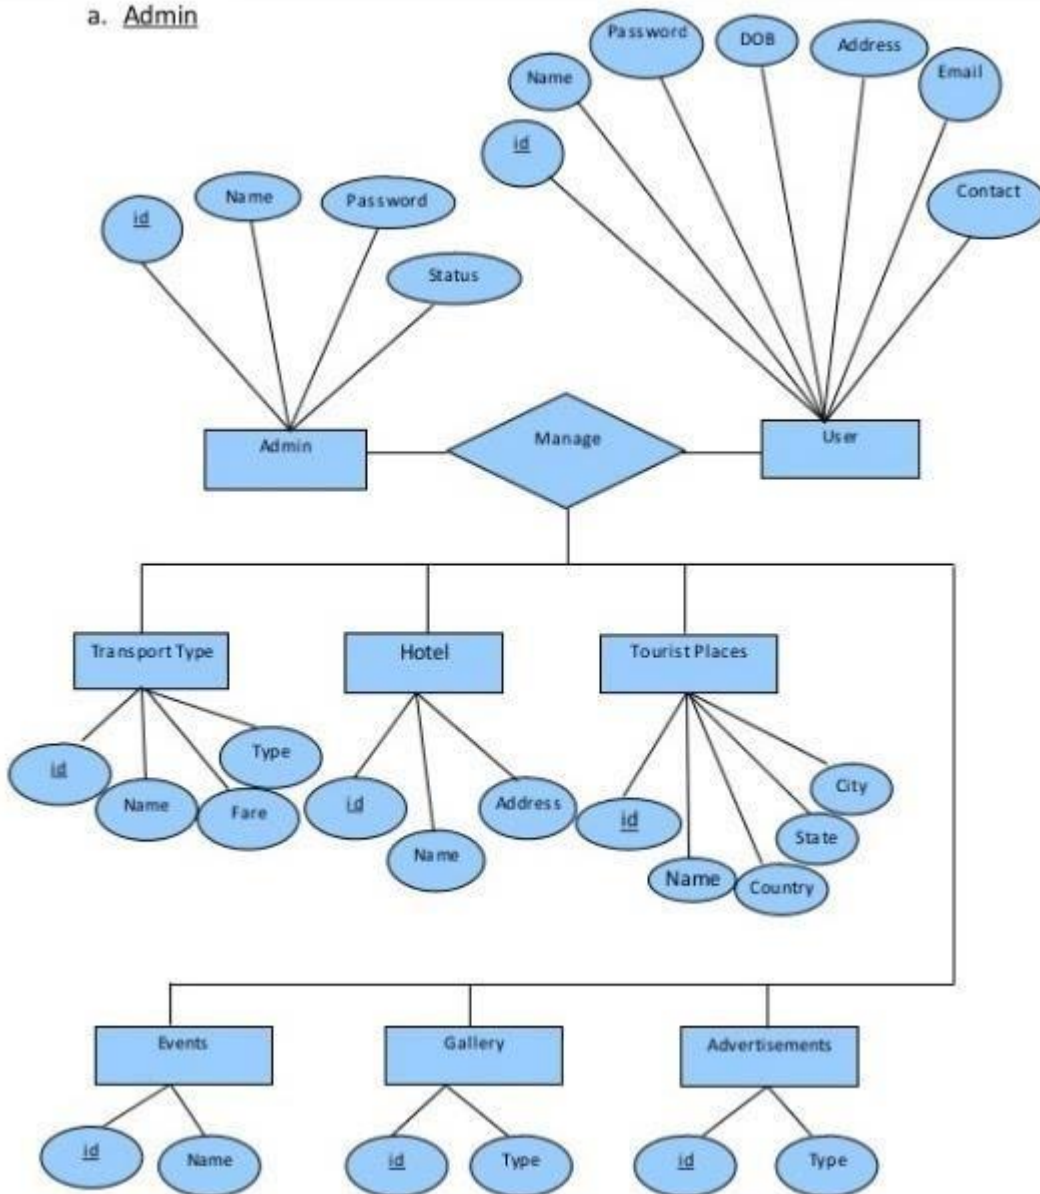 a. Admin
Password
DOB
Address
Name
Email
id
Contact
id
Name
Password
Status
Admin
Manage
User
Transport Type
Hotel
Tourist Places
id
Name
Fare
Type
id
Name
Address
id
Name
Country
State
City
Events
Gallery
Advertisements
id
Name
id
Type
id
Type